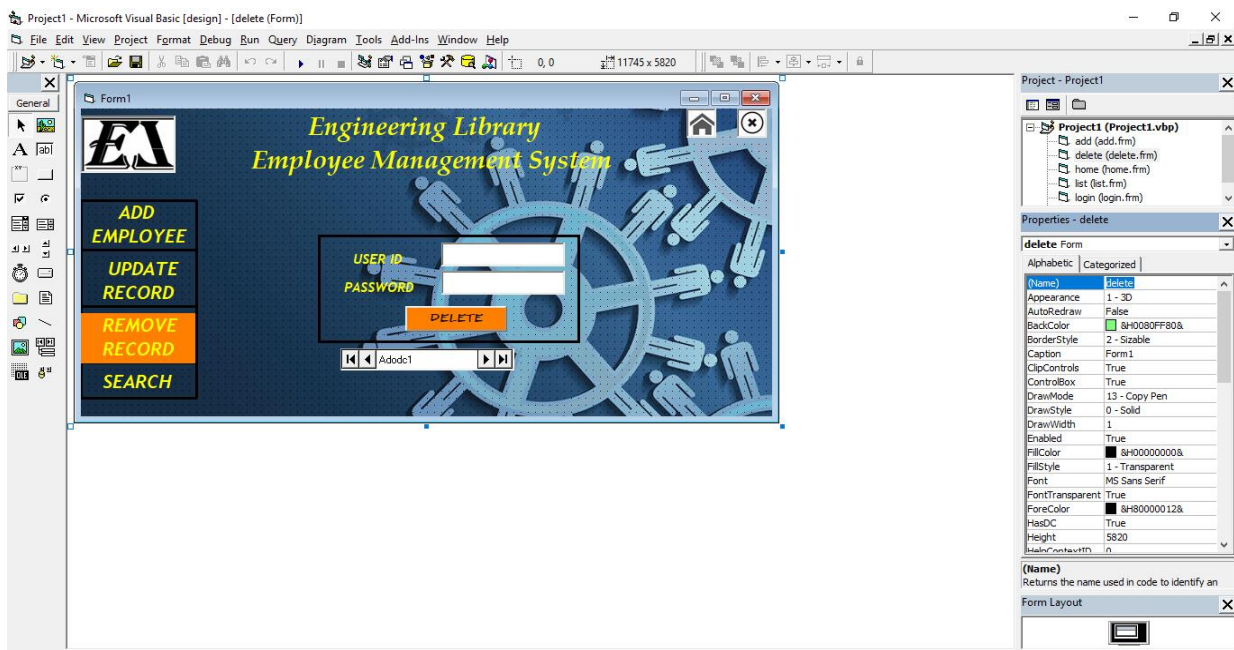 Project1 - Microsoft Visual Basic [design] - [delete (Form)]
File Edit View Project Format Debug Run Query Diagram Tools Add-Ins Window Help
0, 0 11745 x 5820
General
A ab|
OLE
Form1
EA
Engineering Library
Employee Management System
ADD
EMPLOYEE
UPDATE
RECORD
REMOVE
RECORD
SEARCH
USER ID
PASSWORD
DELETE
Adodc1
Project - Project1
Project1 (Project1.vbp)
add (add.frm)
delete (delete.frm)
home (home.frm)
list (list.frm)
login (login.frm)
Properties - delete
delete Form
Alphabetic Categorized
(Name) delete
Appearance 1 - 3D
AutoRedraw False
BackColor &H0080FF80&
BorderStyle 2 - Sizable
Caption Form1
ClipControls True
ControlBox True
DrawMode 13 - Copy Pen
DrawStyle 0 - Solid
DrawWidth 1
Enabled True
FillColor &H00000000&
FillStyle 1 - Transparent
Font MS Sans Serif
FontTransparent True
ForeColor &H80000012&
HasDC True
Height 5820
HelpContextID 0
(Name)
Returns the name used in code to identify an
Form Layout